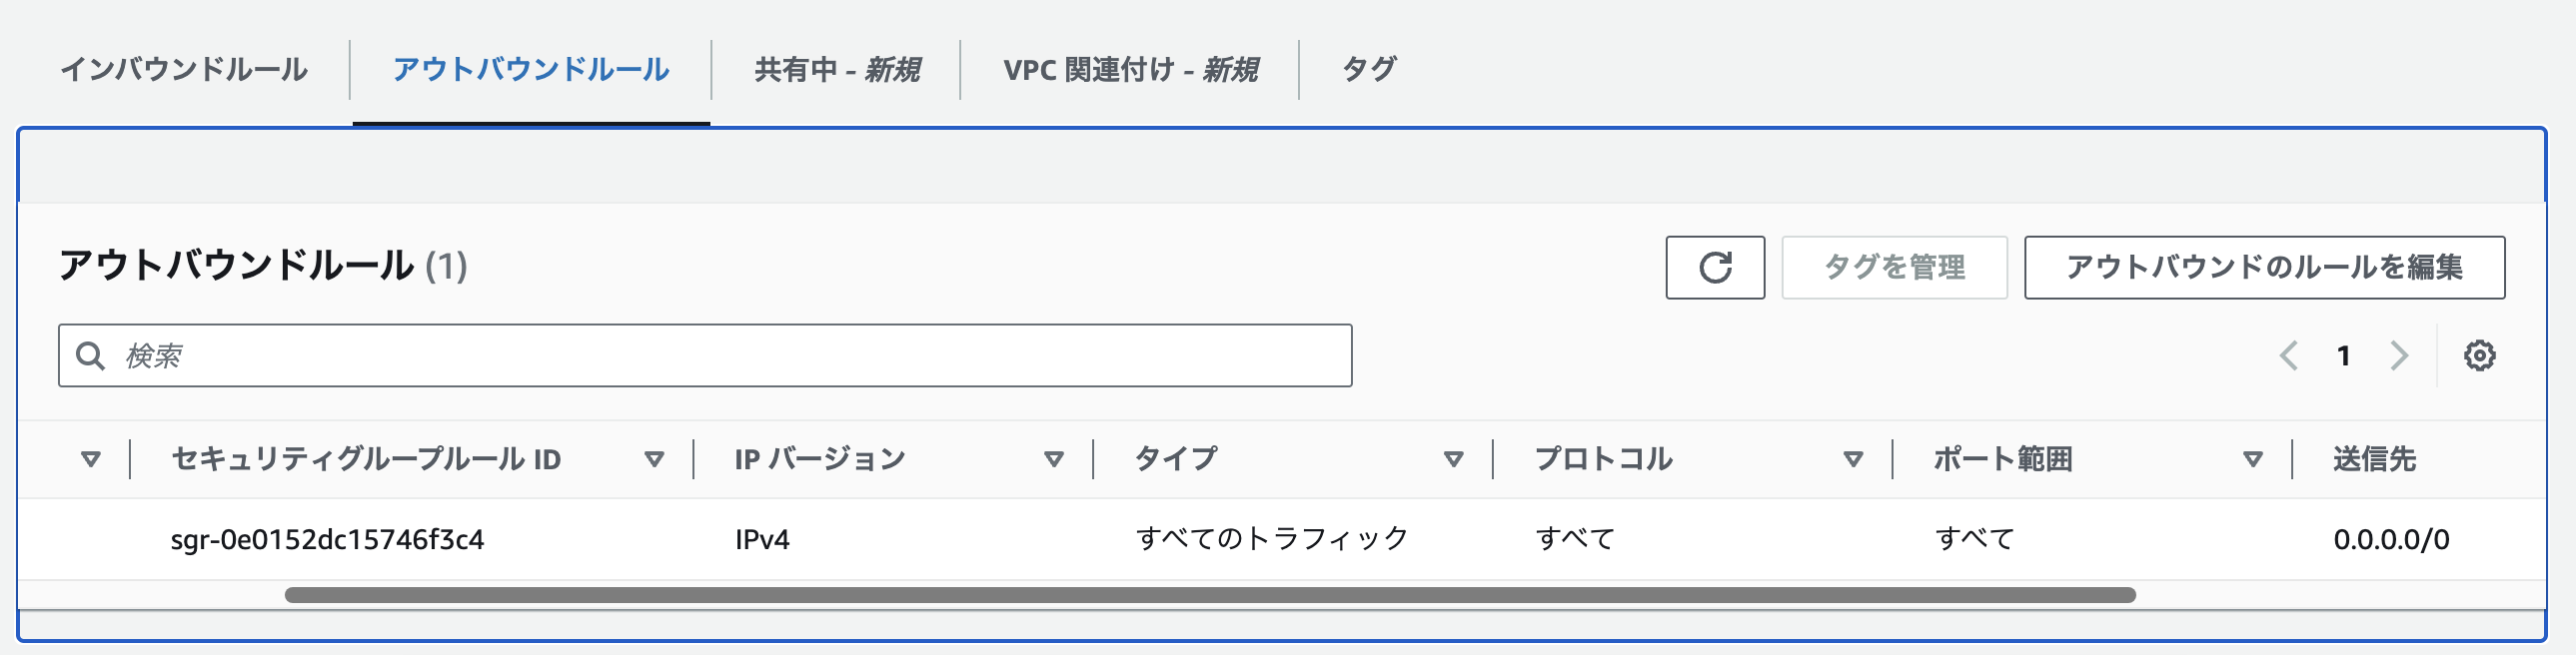 インバウンドルール アウトバウンドルール 共有中 - 新規 VPC 関連付け - 新規 タグ
アウトバウンドルール (1) タグを管理 アウトバウンドのルールを編集
検索 1
セキュリティグループルール ID IP バージョン タイプ プロトコル ポート範囲 送信先
sgr-0e0152dc15746f3c4 IPv4 すべてのトラフィック すべて すべて 0.0.0.0/0